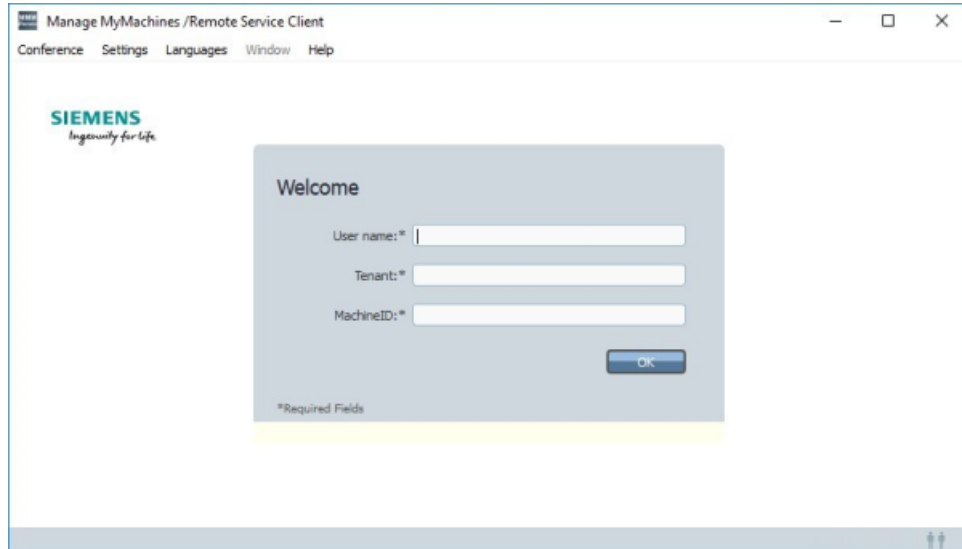 Manage MyMachines /Remote Service Client
Conference Settings Languages Window Help
SIEMENS
Ingenuity for life
Welcome
User name:*
Tenant:*
MachineID:*
OK
*Required Fields